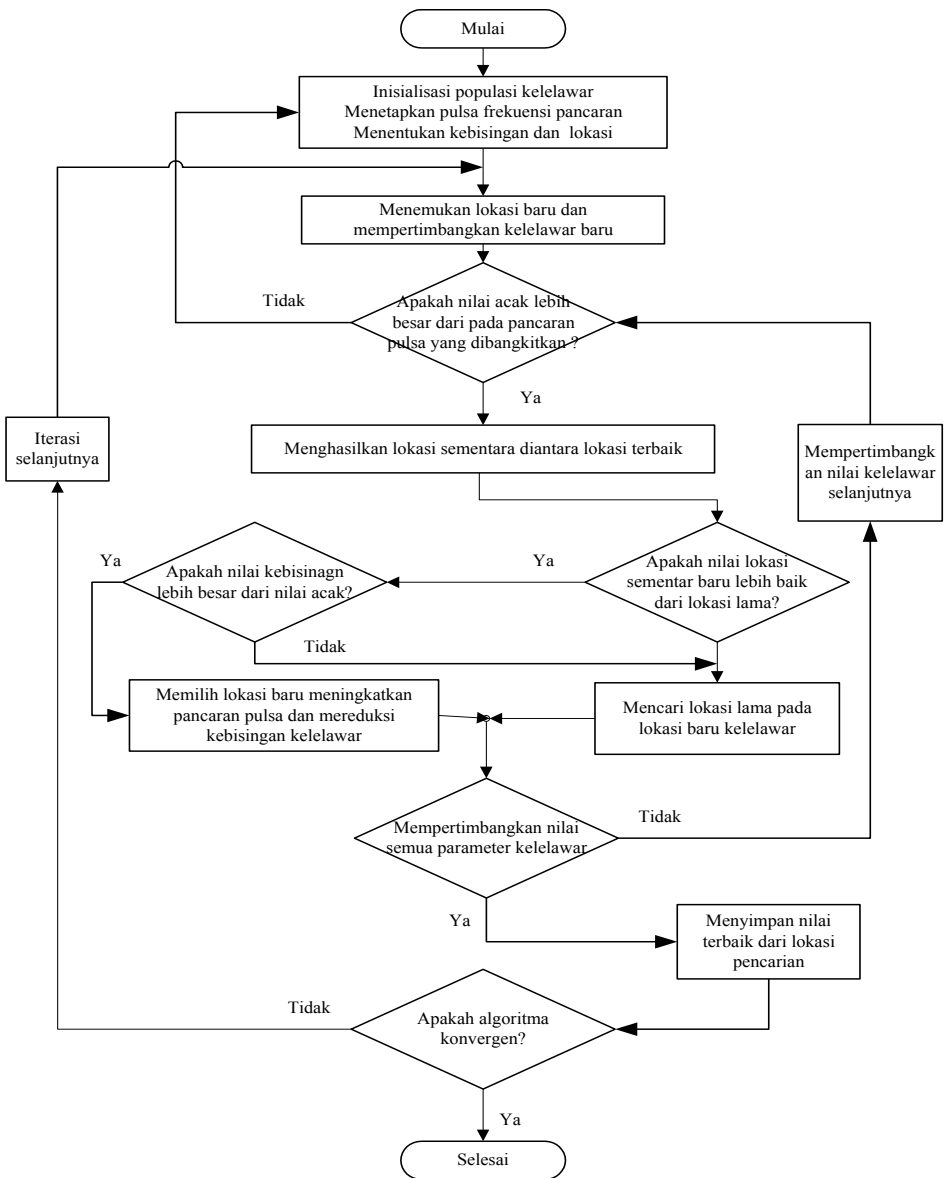 Mulai
Inisialisasi populasi kelelawar
Menetapkan pulsa frekuensi pancaran
Menentukan kebisingan dan lokasi
Menemukan lokasi baru dan
mempertimbangkan kelelawar baru
Tidak
Apakah nilai acak lebih
besar dari pada pancaran
pulsa yang dibangkitkan ?
Ya
Iterasi
selanjutnya
Menghasilkan lokasi sementara diantara lokasi terbaik
Mempertimbangk
an nilai kelelawar
selanjutnya
Ya
Apakah nilai kebisinagn
lebih besar dari nilai acak?
Ya
Apakah nilai lokasi
sementar baru lebih baik
dari lokasi lama?
Tidak
Memilih lokasi baru meningkatkan
pancaran pulsa dan mereduksi
kebisingan kelelawar
Mencari lokasi lama pada
lokasi baru kelelawar
Mempertimbangkan nilai
semua parameter kelelawar
Tidak
Ya
Menyimpan nilai
terbaik dari lokasi
pencarian
Tidak
Apakah algoritma
konvergen?
Ya
Selesai